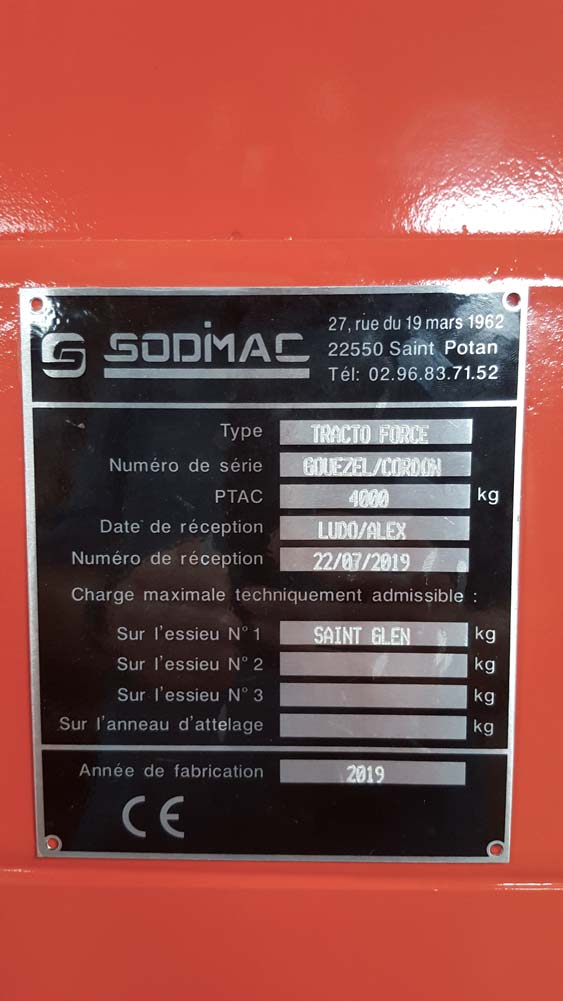 SODIMAC
27, rue du 19 mars 1962
22550 Saint Potan
Tél: 02.96.83.71.52
Type TRACTO FORCE
Numéro de série GOUEZEL/CORDON
PTAC 4000 kg
Date de réception LUDO/ALEX
Numéro de réception 22/07/2019
Charge maximale techniquement admissible :
Sur l'essieu N° 1 SAINT GLEN kg
Sur l'essieu N° 2 kg
Sur l'essieu N° 3 kg
Sur l'anneau d'attelage kg
Année de fabrication 2019
CE